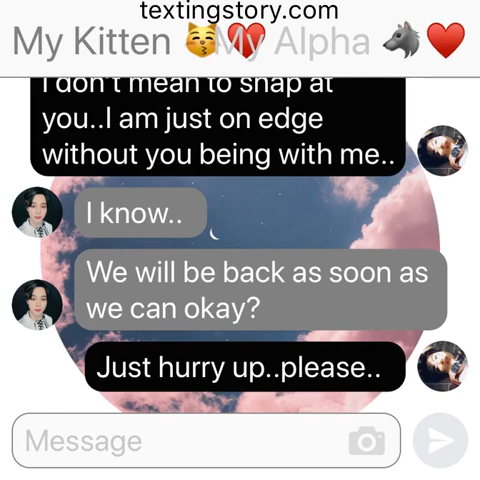 textingstory.com
My Kitten 😽💔My Alpha 🐺❤️
I don't mean to snap at
you..I am just on edge
without you being with me..
I know..
We will be back as soon as
we can okay?
Just hurry up..please..
Message